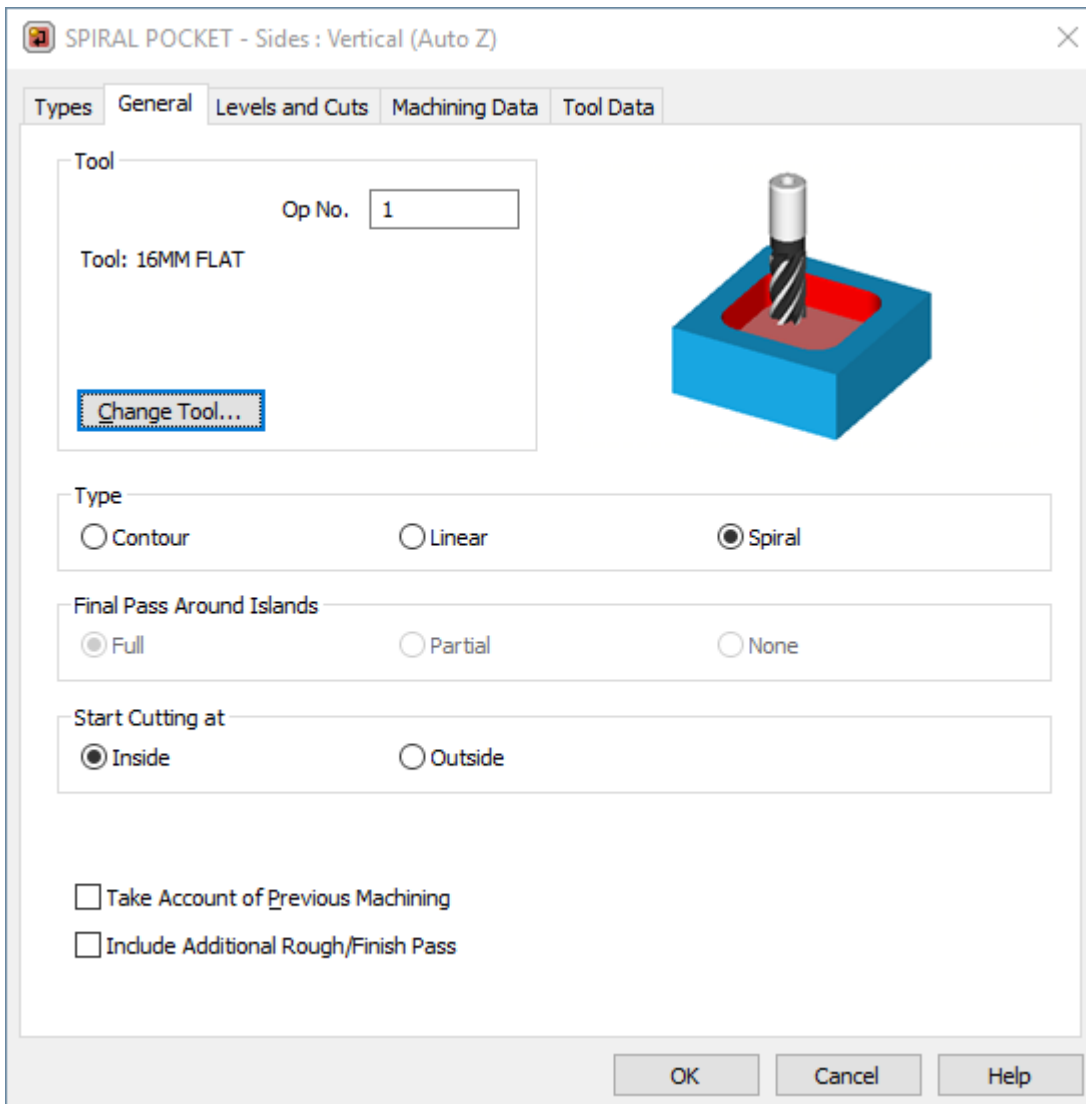 SPIRAL POCKET - Sides : Vertical (Auto Z)
Types General Levels and Cuts Machining Data Tool Data
Tool
Op No. 1
Tool: 16MM FLAT
Change Tool...
Type
Contour Linear Spiral
Final Pass Around Islands
Full Partial None
Start Cutting at
Inside Outside
Take Account of Previous Machining
Include Additional Rough/Finish Pass
OK Cancel Help